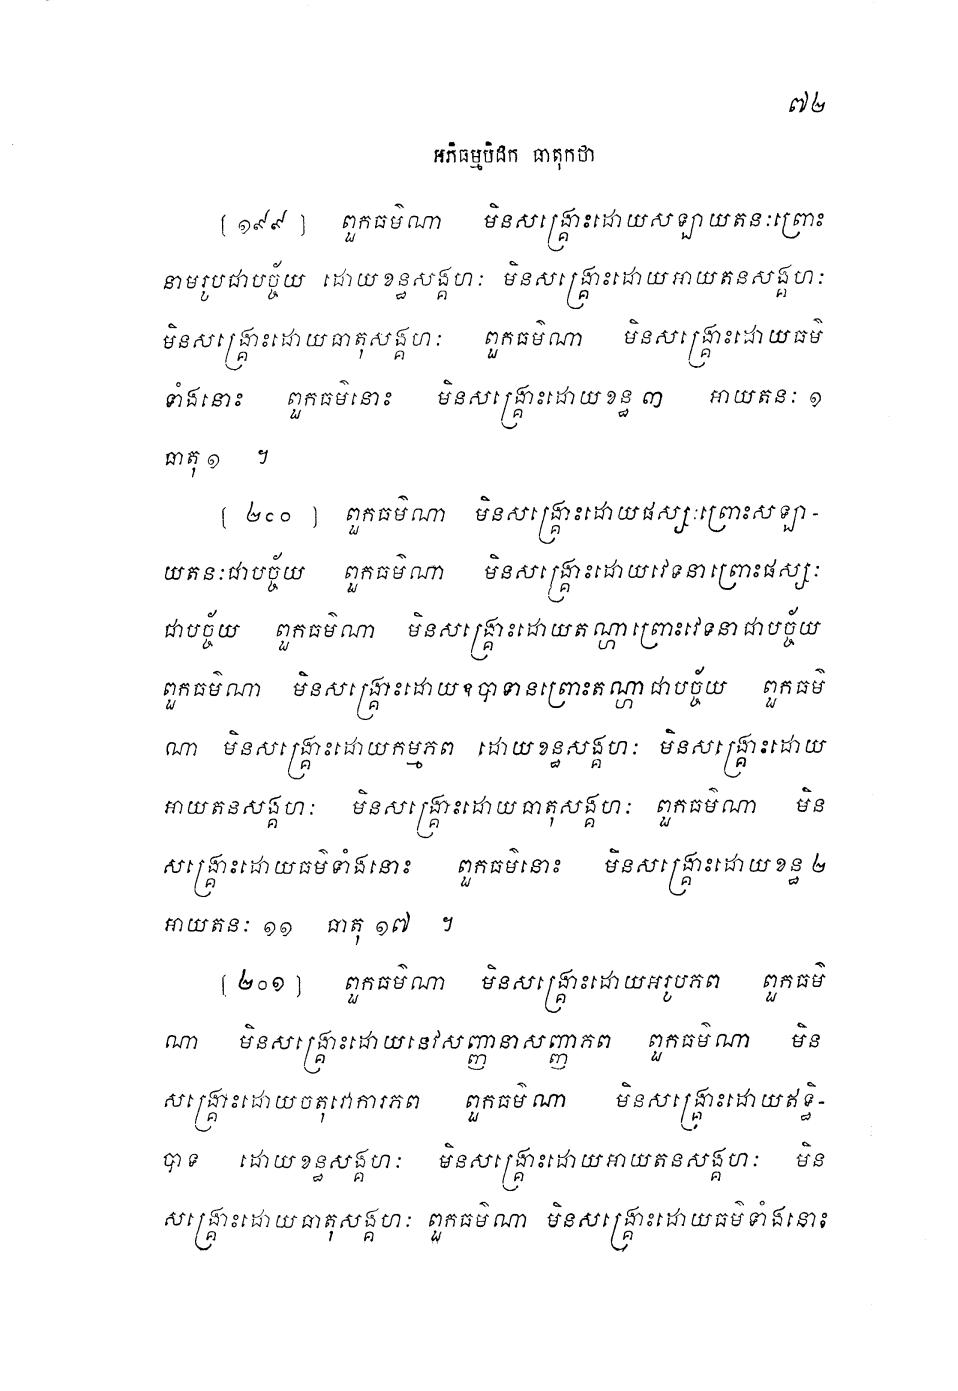 ៧២
អភិធម្មបិដក ធាតុកថា
[ ១៩៩ ] ពួកធម៌ណា មិនសង្គ្រោះដោយសឡាយតនៈព្រោះ
នាមរូបជាបច្ច័យ ដោយខន្ធសង្គហៈ មិនសង្គ្រោះដោយអាយតនសង្គហៈ
មិនសង្គ្រោះដោយធាតុសង្គហៈ ពួកធម៌ណា មិនសង្គ្រោះដោយធម៌
ទាំងនោះ ពួកធម៌នោះ មិនសង្គ្រោះដោយខន្ធ ៣ អាយតនៈ ១
ធាតុ ១ ។
[ ២០០ ] ពួកធម៌ណា មិនសង្គ្រោះដោយផស្សៈព្រោះសឡា-
យតនៈជាបច្ច័យ ពួកធម៌ណា មិនសង្គ្រោះដោយវេទនាព្រោះផស្សៈ
ជាបច្ច័យ ពួកធម៌ណា មិនសង្គ្រោះដោយតណ្ហាព្រោះវេទនាជាបច្ច័យ
ពួកធម៌ណា មិនសង្គ្រោះដោយឧបាទានព្រោះតណ្ហាជាបច្ច័យ ពួកធម៌
ណា មិនសង្គ្រោះដោយកម្មភព ដោយខន្ធសង្គហៈ មិនសង្គ្រោះដោយ
អាយតនសង្គហៈ មិនសង្គ្រោះដោយធាតុសង្គហៈ ពួកធម៌ណា មិន
សង្គ្រោះដោយធម៌ទាំងនោះ ពួកធម៌នោះ មិនសង្គ្រោះដោយខន្ធ ២
អាយតនៈ ១១ ធាតុ ១៧ ។
[ ២០១ ] ពួកធម៌ណា មិនសង្គ្រោះដោយអរូបភព ពួកធម៌
ណា មិនសង្គ្រោះដោយនេវសញ្ញានាសញ្ញាភព ពួកធម៌ណា មិន
សង្គ្រោះដោយចតុវោការភព ពួកធម៌ណា មិនសង្គ្រោះដោយឥទ្ធិ-
បាទ ដោយខន្ធសង្គហៈ មិនសង្គ្រោះដោយអាយតនសង្គហៈ មិន
សង្គ្រោះដោយធាតុសង្គហៈ ពួកធម៌ណា មិនសង្គ្រោះដោយធម៌ទាំងនោះ